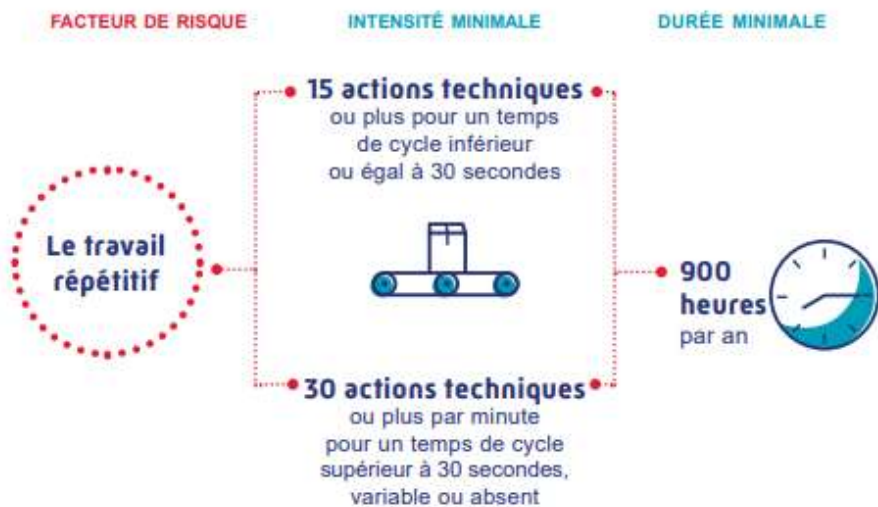 FACTEUR DE RISQUE
INTENSITÉ MINIMALE
DURÉE MINIMALE
15 actions techniques
ou plus pour un temps
de cycle inférieur
ou égal à 30 secondes
Le travail
répétitif
900
heures
par an
30 actions techniques
ou plus par minute
pour un temps de cycle
supérieur à 30 secondes,
variable ou absent